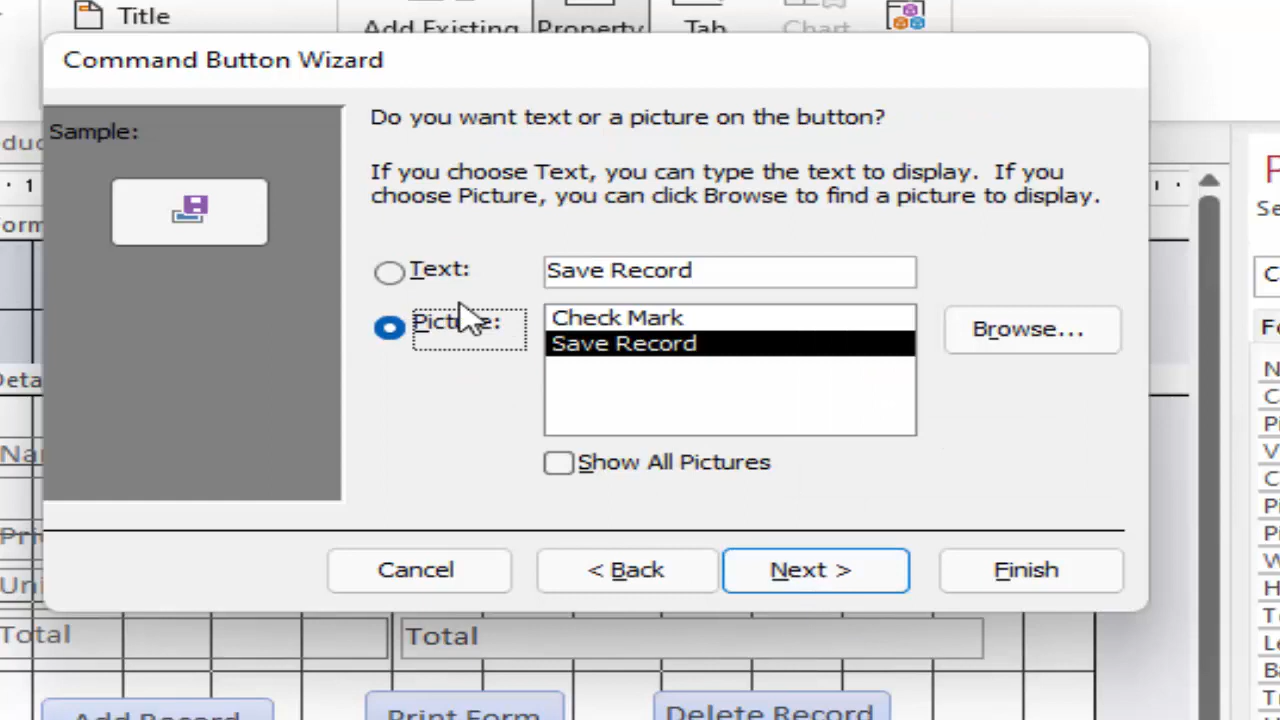 Title
Add Existing
Property
Tab
Chart
Command Button Wizard
Sample:
Do you want text or a picture on the button?
If you choose Text, you can type the text to display. If you
choose Picture, you can click Browse to find a picture to display.
Text:
Save Record
Picture:
Check Mark
Save Record
Browse...
Show All Pictures
Cancel
< Back
Next >
Finish
Total
Total
Add Record
Print Form
Delete Record